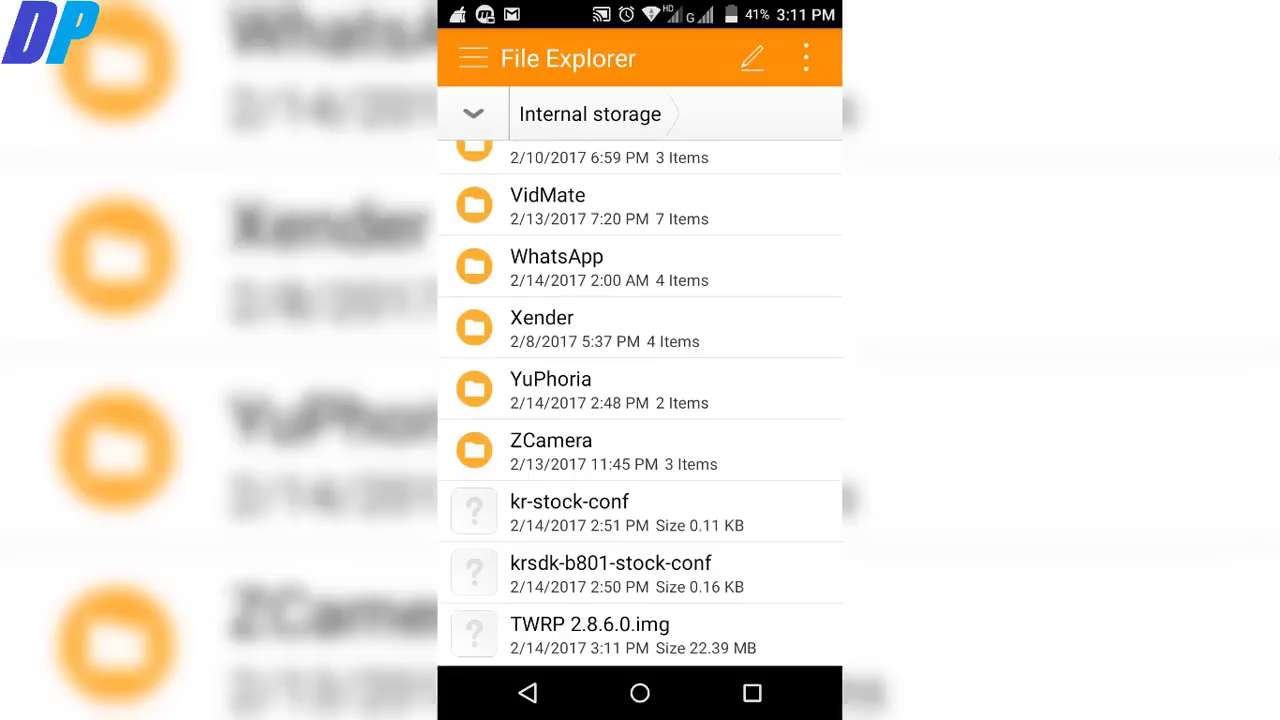 DP
HD
G
41% 3:11 PM
File Explorer
Internal storage
2/10/2017 6:59 PM 3 Items
VidMate
2/13/2017 7:20 PM 7 Items
WhatsApp
2/14/2017 2:00 AM 4 Items
Xender
2/8/2017 5:37 PM 4 Items
YuPhoria
2/14/2017 2:48 PM 2 Items
ZCamera
2/13/2017 11:45 PM 3 Items
kr-stock-conf
2/14/2017 2:51 PM Size 0.11 KB
krsdk-b801-stock-conf
2/14/2017 2:50 PM Size 0.16 KB
TWRP 2.8.6.0.img
2/14/2017 3:11 PM Size 22.39 MB